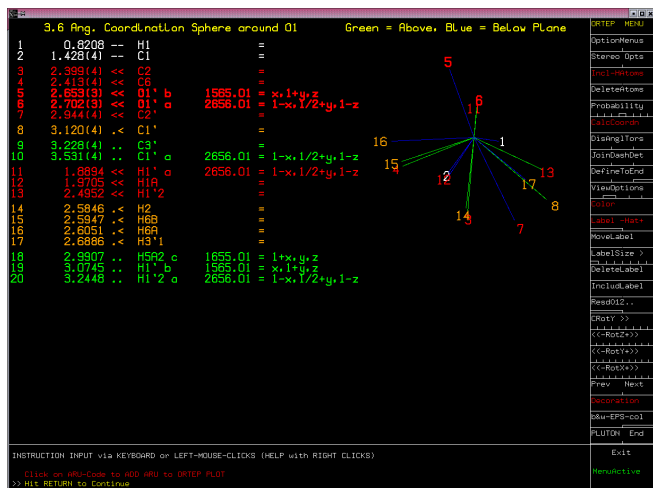 3.6 Ang. Coordination Sphere around O1 Green = Above, Blue = Below Plane
1 0.8208 -- H1 =
2 1.428(4) -- C1 =
3 2.399(4) << C2 =
4 2.413(4) << C6 =
5 2.659(3) << O1' b 1565.01 = x,1+y,z
6 2.702(3) << O1' a 2656.01 = 1-x,1/2+y,1-z
7 2.944(4) << C2' =
8 3.120(4) .< C1' =
9 3.228(4) .. C3' =
10 3.531(4) .. C1' a 2656.01 = 1-x,1/2+y,1-z
11 1.8894 << H1' a 2656.01 = 1-x,1/2+y,1-z
12 1.9705 << H1A =
13 2.4952 << H1'2 =
14 2.5846 .< H2 =
15 2.5947 .< H6B =
16 2.6051 .< H6A =
17 2.6886 .< H3'1 =
18 2.9907 .. H5A2 c 1655.01 = 1+x,y,z
19 3.0745 .. H1' b 1565.01 = x,1+y,z
20 3.2448 .. H1'2 a 2656.01 = 1-x,1/2+y,1-z
5
6
1
16
15
2
13
17
8
14
7
ORTEP MENU
OptionMenus
Stereo Opts
Incl-HAtoms
DeleteAtoms
Probability
CalcCoordn
DisAnglTors
JoinDashDet
DefineToEnd
ViewOptions
Color
Label -Hat+
MoveLabel
LabelSize >
DeleteLabel
IncludLabel
ResdO12..
CRotY >>
<<-RotZ+>>
<<-RotY+>>
<<-RotX+>>
Prev Next
Decoration
b&w-EPS-col
PLUTON End
Exit
MenuActive
INSTRUCTION INPUT via KEYBOARD or LEFT-MOUSE-CLICKS (HELP with RIGHT CLICKS)
Click on ARU-Code to ADD ARU to ORTEP PLOT
>> Hit RETURN to Continue